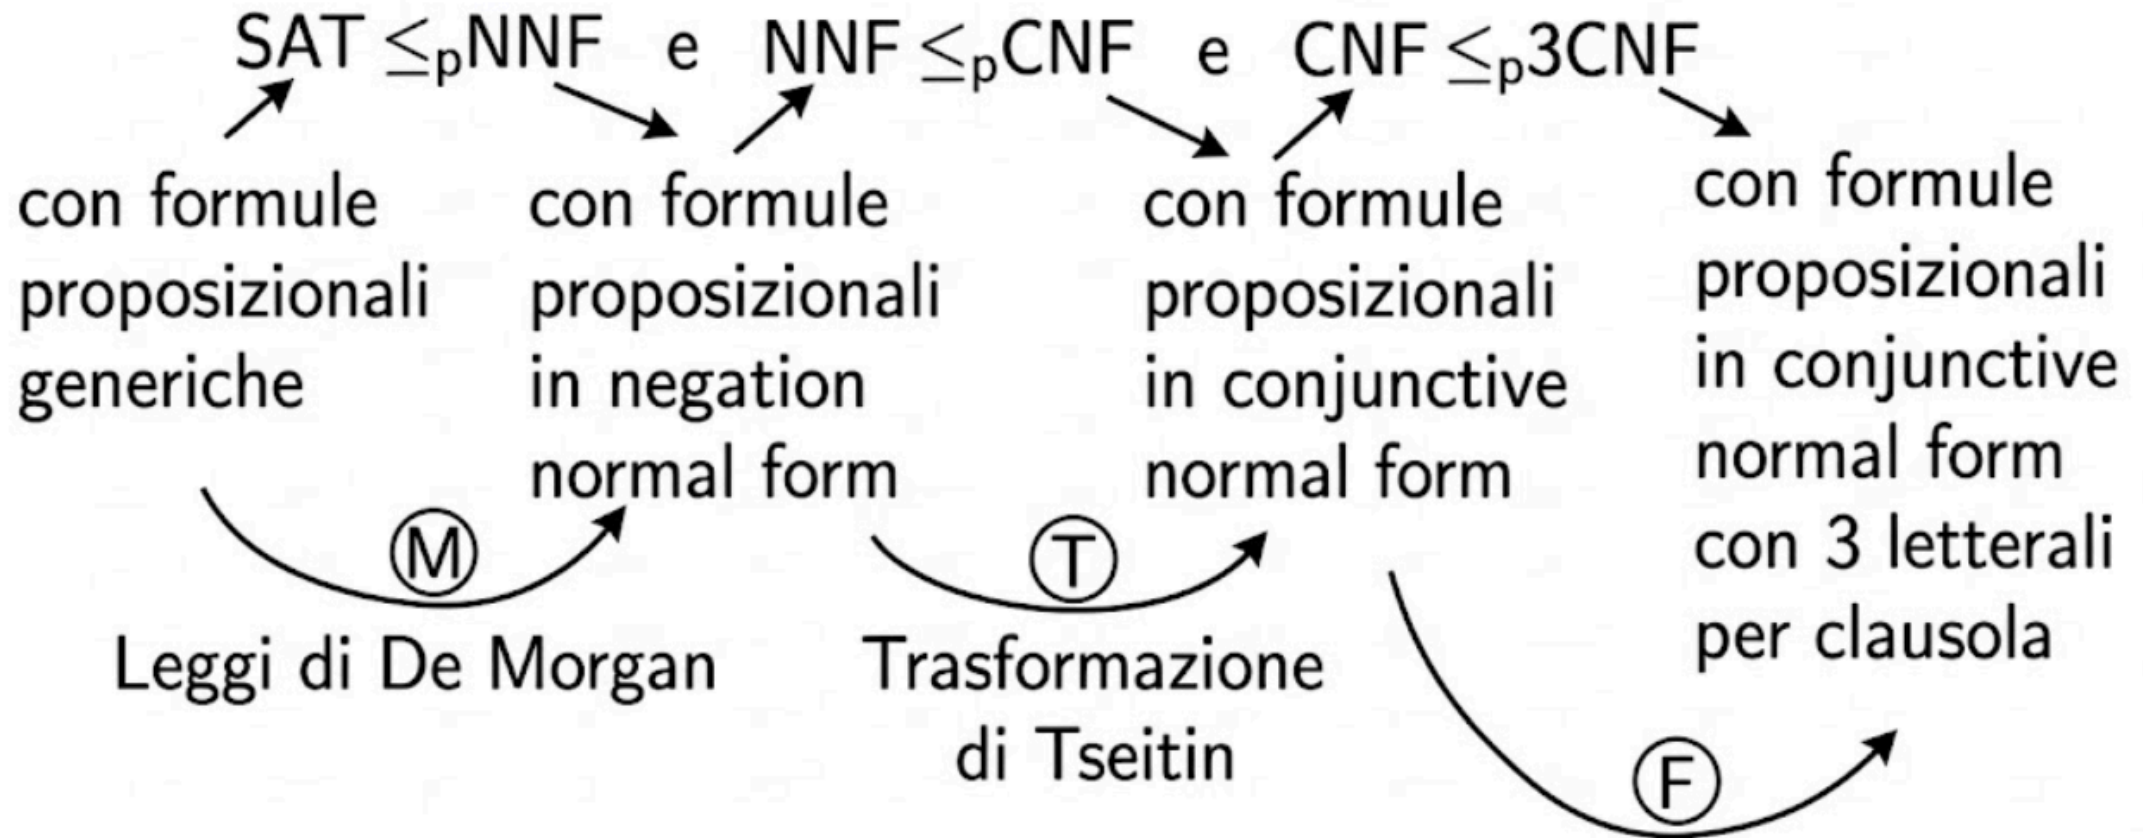 SAT ≤pNNF e NNF ≤pCNF e CNF ≤p3CNF
con formule
proposizionali
generiche
con formule
proposizionali
in negation
normal form
con formule
proposizionali
in conjunctive
normal form
con formule
proposizionali
in conjunctive
normal form
con 3 letterali
per clausola
M
Leggi di De Morgan
T
Trasformazione
di Tseitin
F